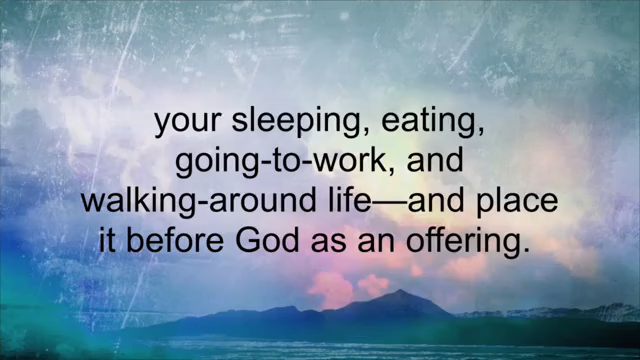 your sleeping, eating,
going-to-work, and
walking-around life—and place
it before God as an offering.